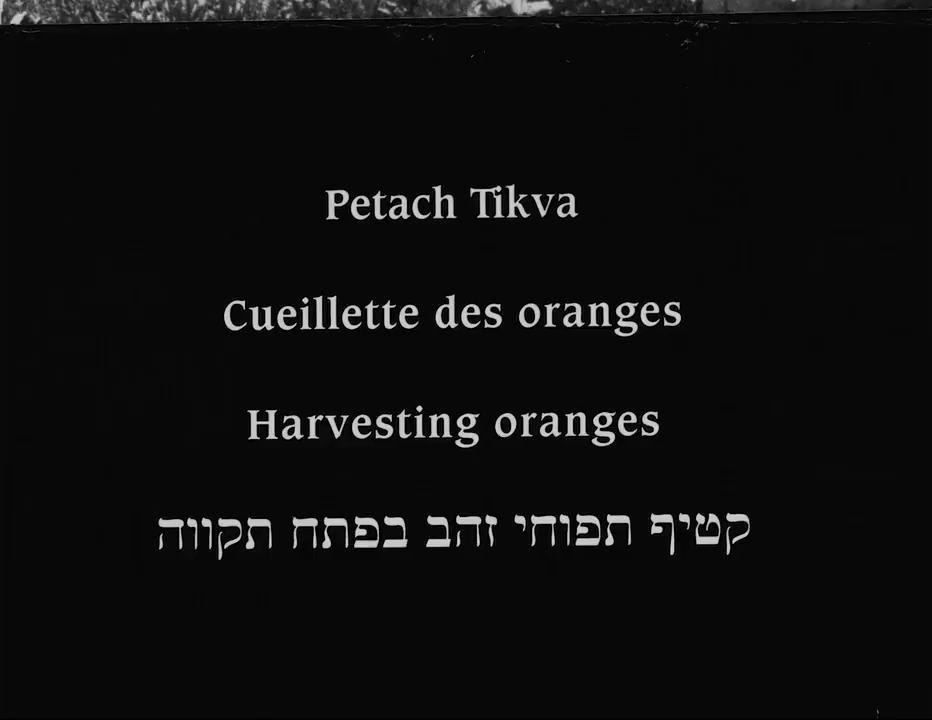 Petach Tikva
Cueillette des oranges
Harvesting oranges
קטיף תפוחי זהב בפתח תקווה